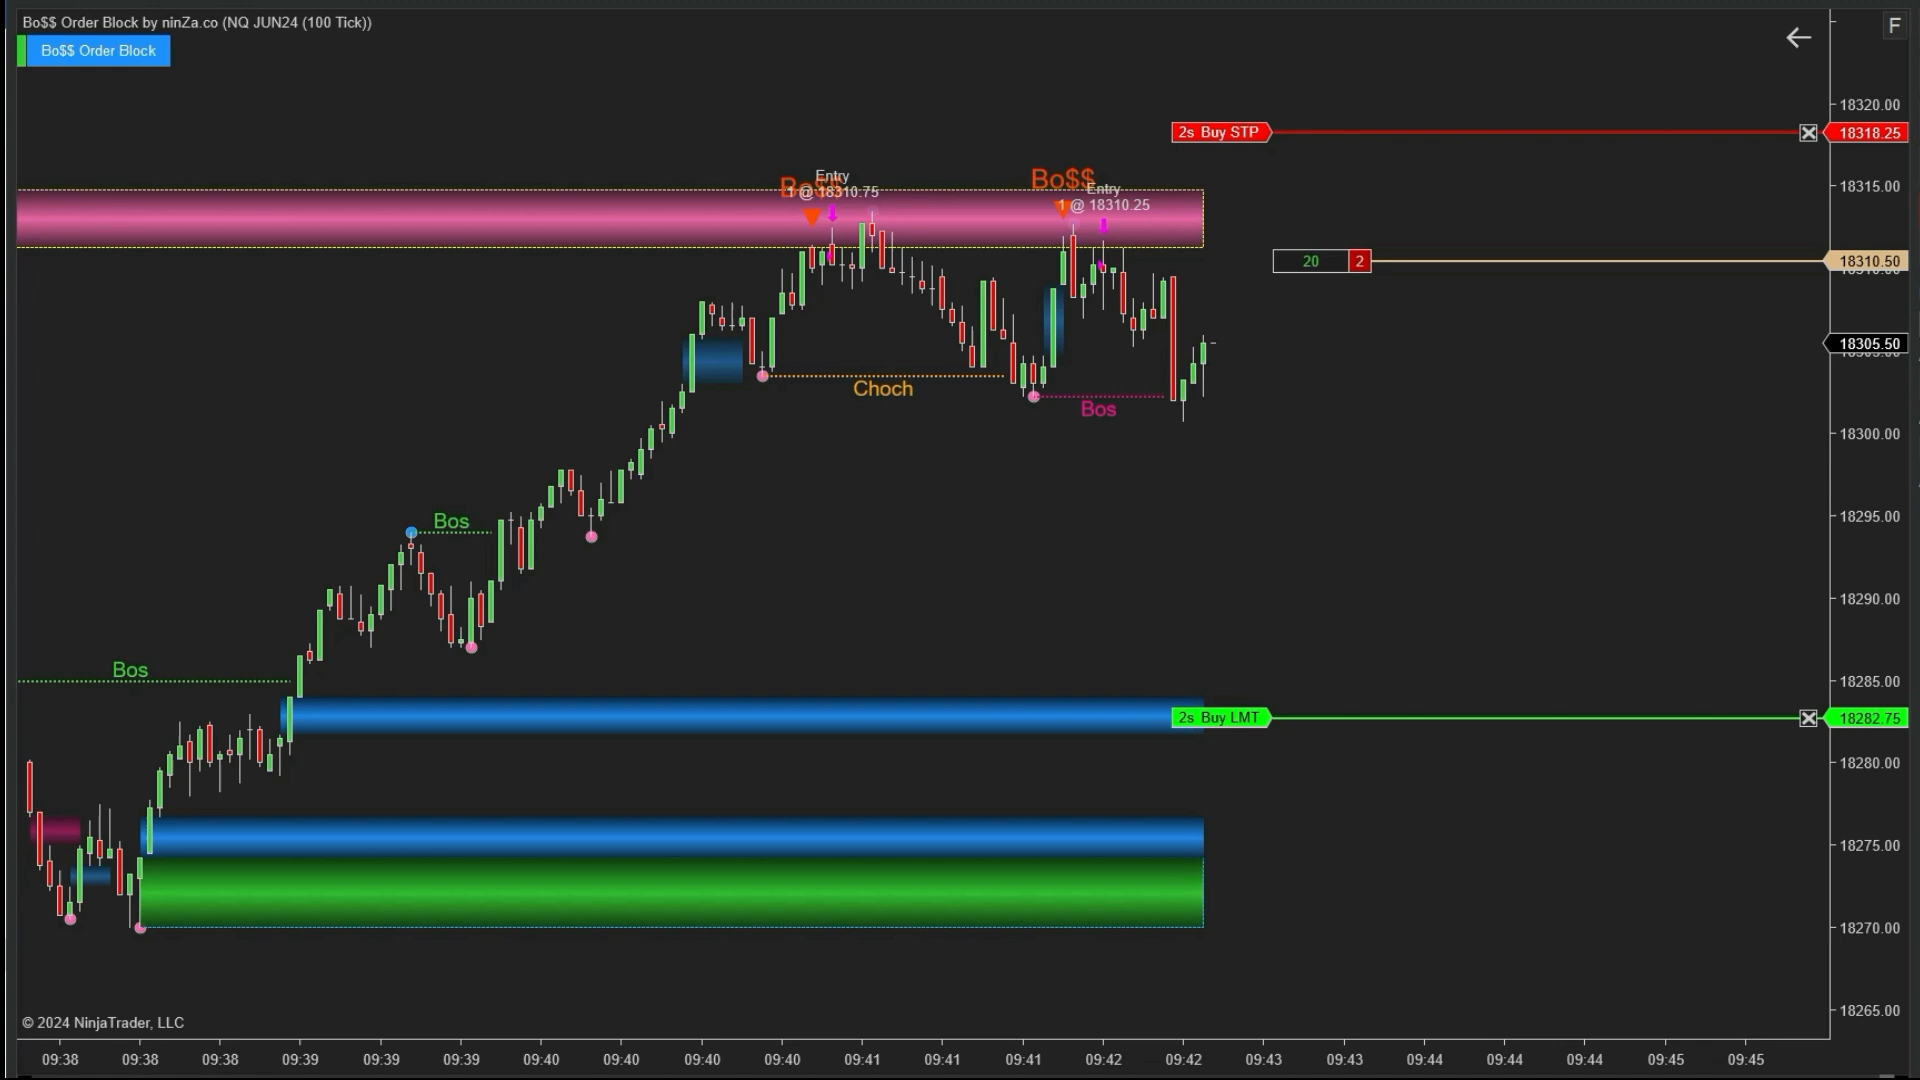 Bo$$ Order Block by ninZa.co (NQ JUN24 (100 Tick))
F
Bo$$ Order Block
18320.00
2s Buy STP
18318.25
Bo$$
Entry
1 @ 18310.75
Bo$$
Entry
1 @ 18310.25
18315.00
20
2
18310.50
18305.50
Choch
Bos
18300.00
Bos
18295.00
18290.00
Bos
18285.00
2s Buy LMT
18282.75
18280.00
18275.00
18270.00
18265.00
© 2024 NinjaTrader, LLC
09:38 09:38 09:38 09:39 09:39 09:39 09:40 09:40 09:40 09:40 09:41 09:41 09:41 09:42 09:42 09:43 09:43 09:44 09:44 09:44 09:45 09:45